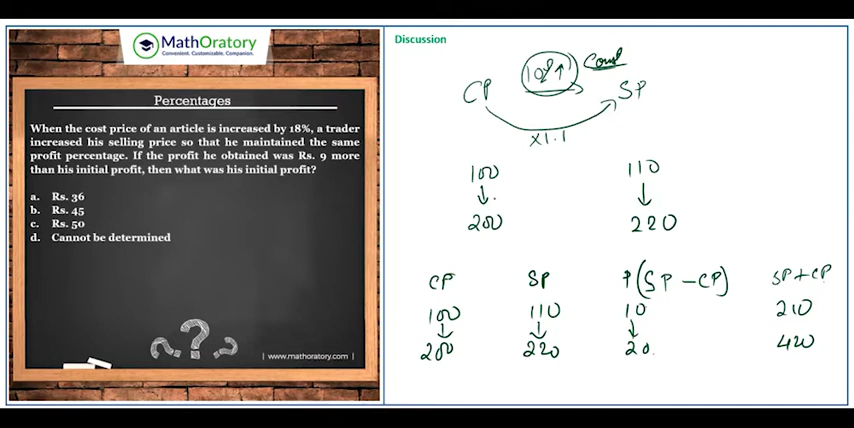 MathOratory
Convenient. Customizable. Companion.
Percentages
When the cost price of an article is increased by 18%, a trader
increased his selling price so that he maintained the same
profit percentage. If the profit he obtained was Rs. 9 more
than his initial profit, then what was his initial profit?
a. Rs. 36
b. Rs. 45
c. Rs. 50
d. Cannot be determined
| www.mathoratory.com
Discussion
10% ↑ Const
CP SP
x1.1
100 110
↓ ↓
200 220
CP SP P (SP - CP) SP + CP
100 110 10 210
↓ ↓ ↓
200 220 20 420